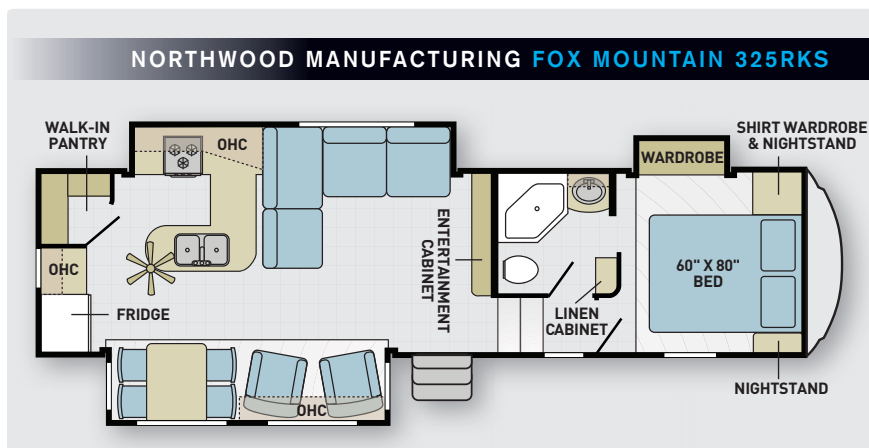 NORTHWOOD MANUFACTURING FOX MOUNTAIN 325RKS
WALK-IN
PANTRY
OHC
WARDROBE
SHIRT WARDROBE
& NIGHTSTAND
ENTERTAINMENT
CABINET
OHC
FRIDGE
LINEN
CABINET
60" X 80"
BED
OHC
NIGHTSTAND